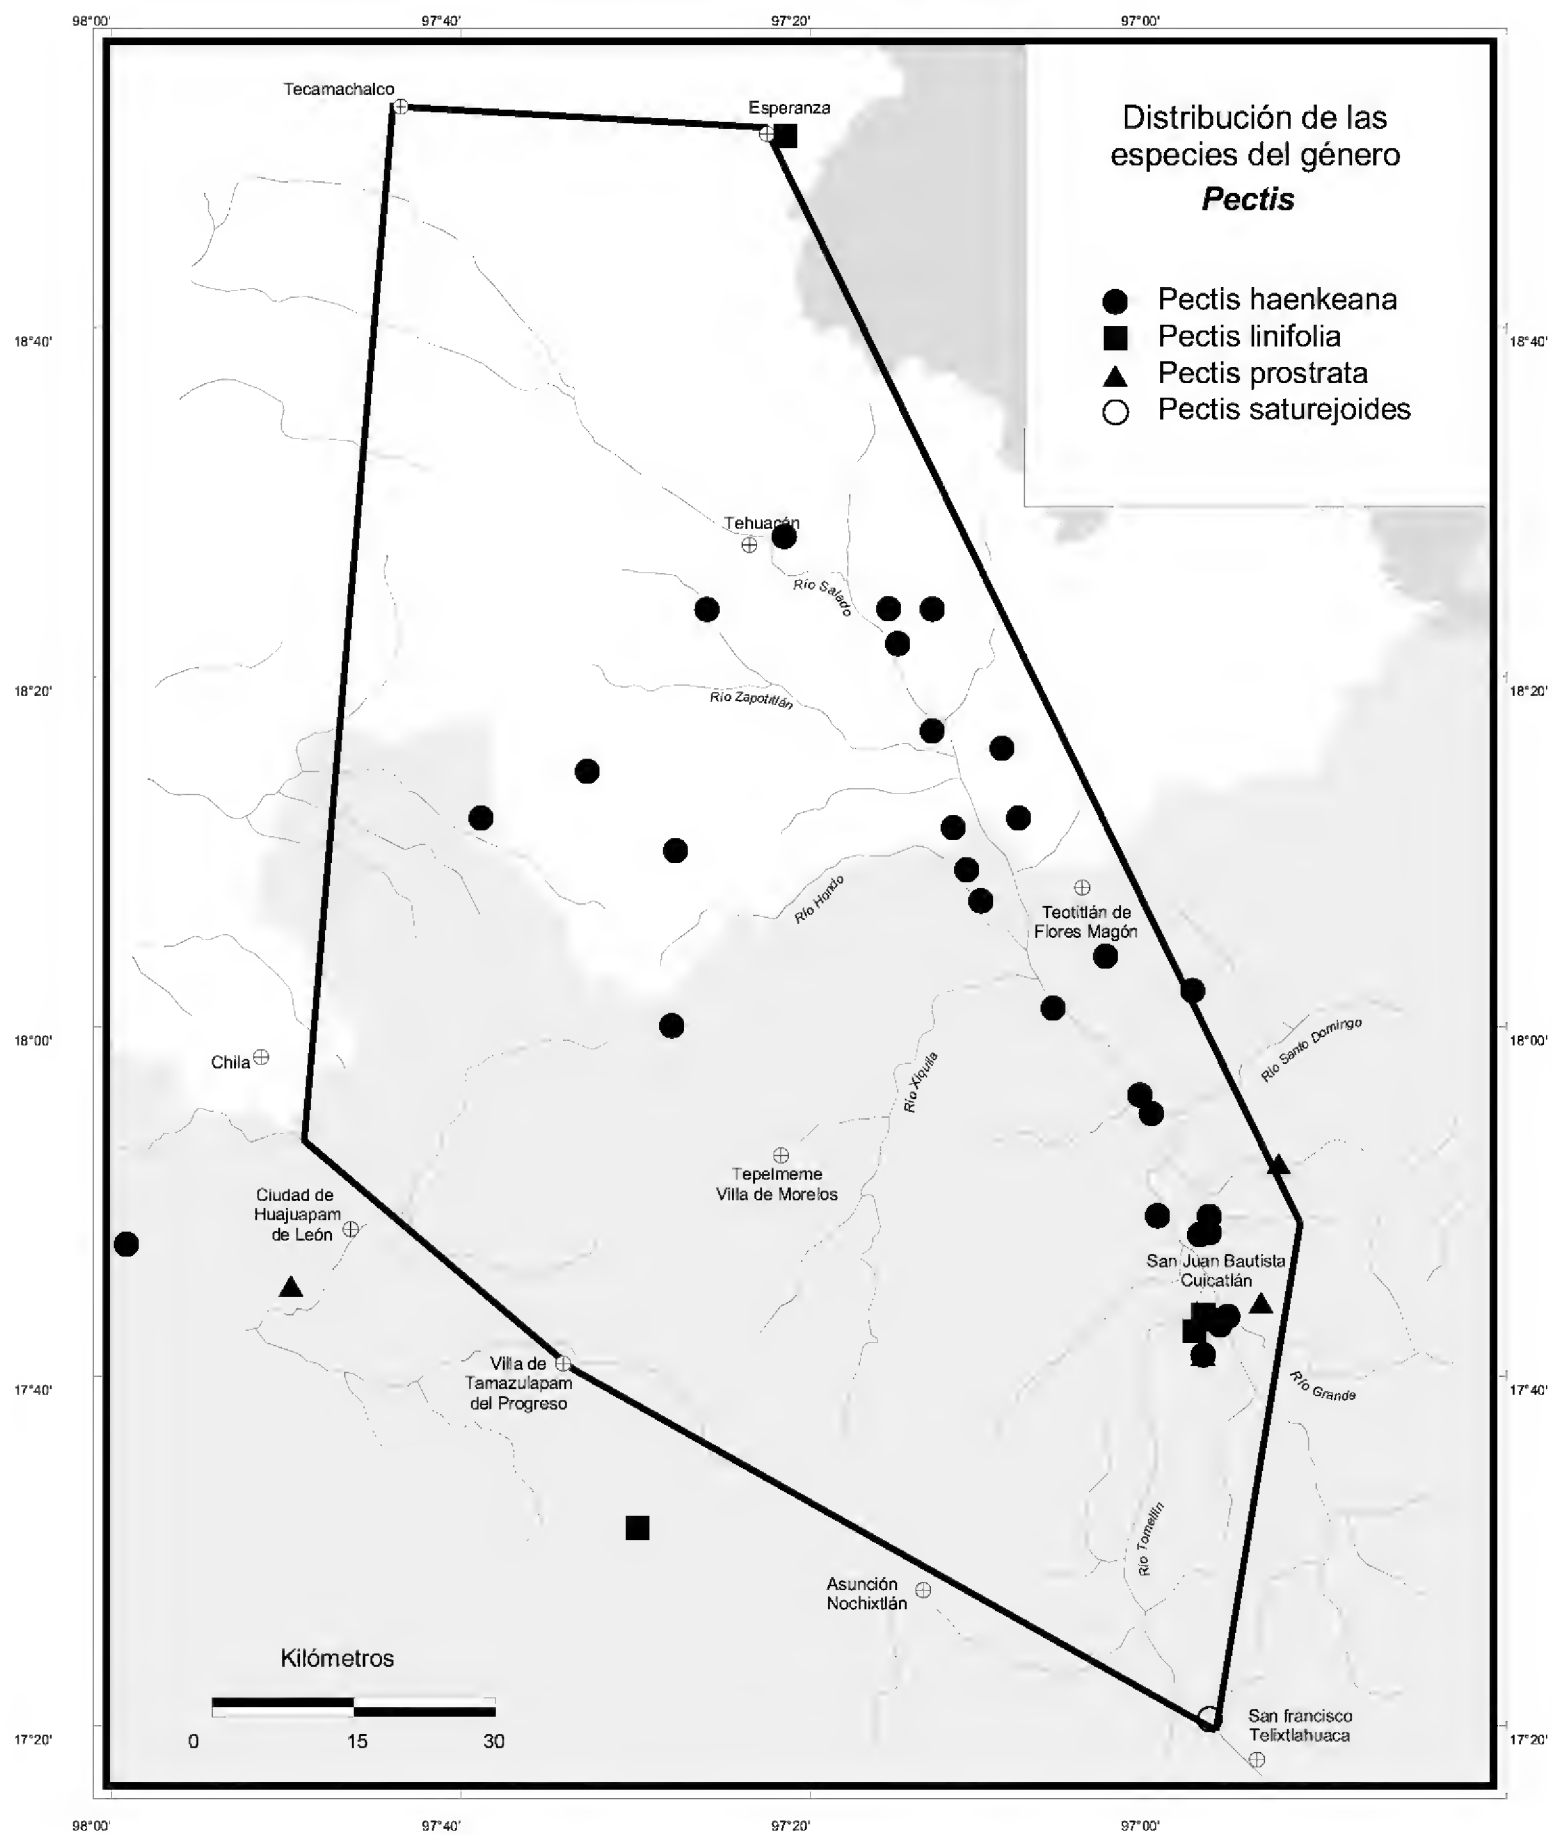 98°00'
97°40'
97°20'
97°00'
Tecamachalco
Esperanza
Distribución de las
especies del género
Pectis
Pectis haenkeana
Pectis linifolia
Pectis prostrata
Pectis saturejoides
18°40'
18°40'
Tehuacán
Río Salado
18°20'
18°20'
Río Zapotitlán
Río Hondo
Teotitlán de
Flores Magón
18°00'
18°00'
Chila
Río Xiquila
Río Santo Domingo
Tepelmeme
Villa de Morelos
Ciudad de
Huajuapam
de León
San Juan Bautista
Cuicatlán
Villa de
Tamazulapam
del Progreso
17°40'
17°40'
Río Grande
Río Tomellín
Asunción
Nochixtlán
Kilómetros
0
15
30
San francisco
Telixtlahuaca
17°20'
17°20'
98°00'
97°40'
97°20'
97°00'